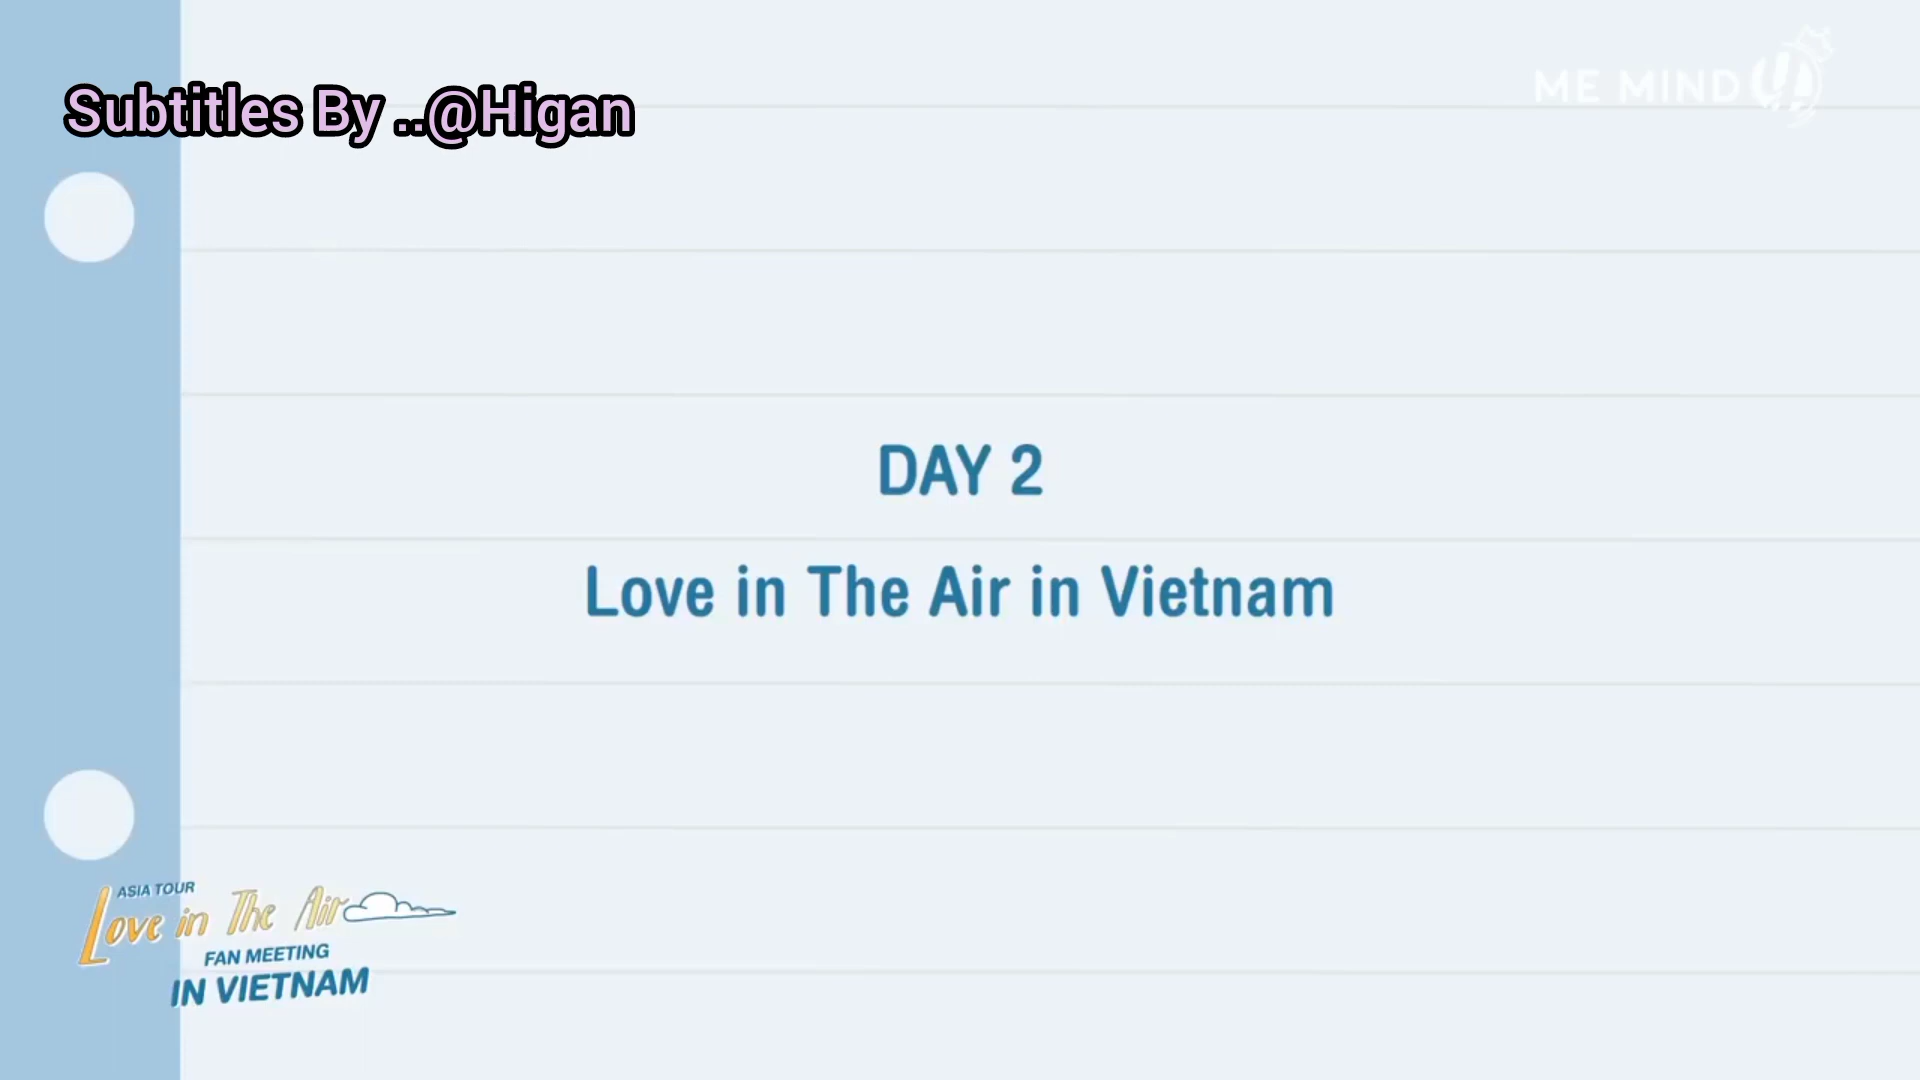 Subtitles By ..@Higan
ME MIND
DAY 2
Love in The Air in Vietnam
ASIA TOUR
Love in The Air
FAN MEETING
IN VIETNAM